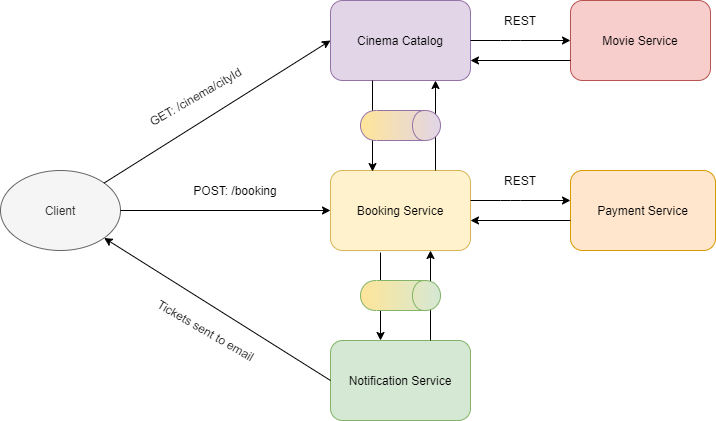 Cinema Catalog
REST
Movie Service
GET: /cinema/cityId
Client
POST: /booking
Booking Service
REST
Payment Service
Tickets sent to email
Notification Service